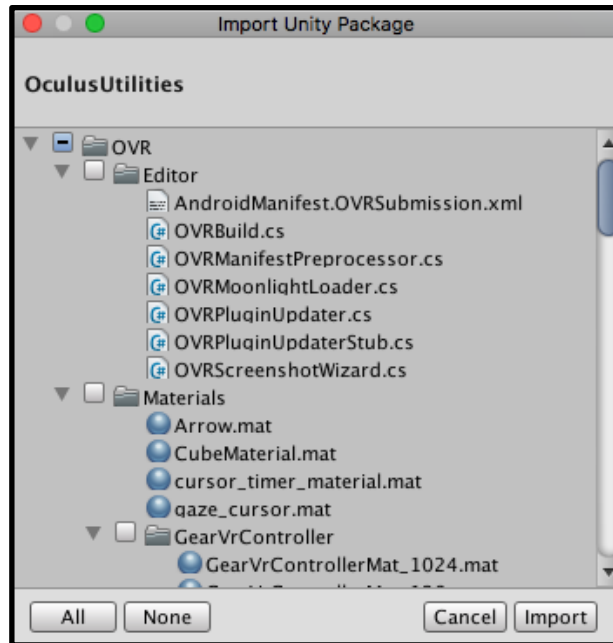 Import Unity Package
OculusUtilities
OVR
Editor
AndroidManifest.OVRSubmission.xml
OVRBuild.cs
OVRManifestPreprocessor.cs
OVRMoonlightLoader.cs
OVRPluginUpdater.cs
OVRPluginUpdaterStub.cs
OVRScreenshotWizard.cs
Materials
Arrow.mat
CubeMaterial.mat
cursor_timer_material.mat
gaze_cursor.mat
GearVrController
GearVrControllerMat_1024.mat
All None Cancel Import